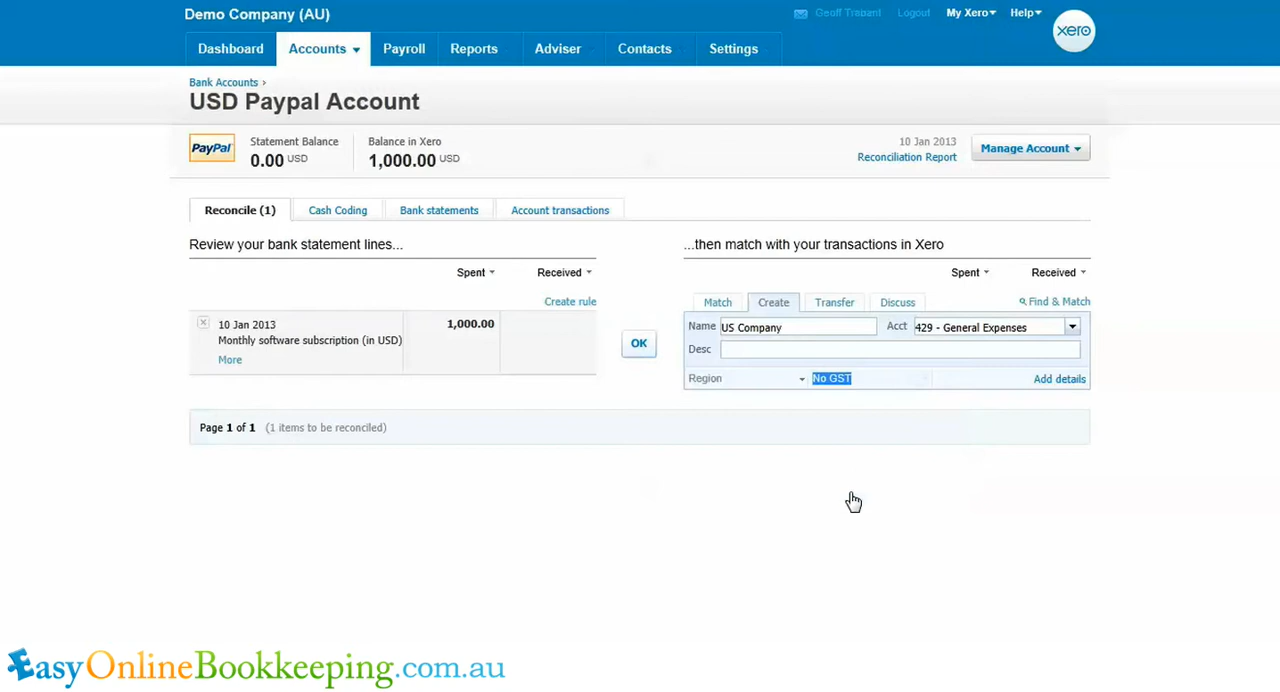 Demo Company (AU)
Geoff Trabant Logout My Xero Help
xero
Dashboard Accounts Payroll Reports Adviser Contacts Settings
Bank Accounts ›
USD Paypal Account
PayPal
Statement Balance
0.00 USD
Balance in Xero
1,000.00 USD
10 Jan 2013
Reconciliation Report
Manage Account
Reconcile (1) Cash Coding Bank statements Account transactions
Review your bank statement lines...
Spent Received
Create rule
10 Jan 2013
Monthly software subscription (in USD)
More
1,000.00
OK
...then match with your transactions in Xero
Spent Received
Match Create Transfer Discuss Find & Match
Name US Company Acct 429 - General Expenses
Desc
Region No GST Add details
Page 1 of 1 (1 items to be reconciled)
EasyOnlineBookkeeping.com.au